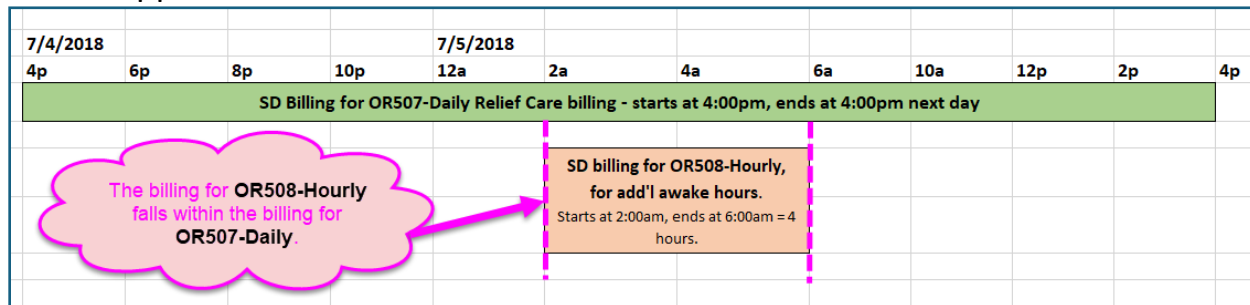 7/4/2018 7/5/2018
4p 6p 8p 10p 12a 2a 4a 6a 10a 12p 2p 4p
SD Billing for OR507-Daily Relief Care billing - starts at 4:00pm, ends at 4:00pm next day
The billing for OR508-Hourly
falls within the billing for
OR507-Daily.
SD billing for OR508-Hourly,
for add'l awake hours.
Starts at 2:00am, ends at 6:00am = 4
hours.